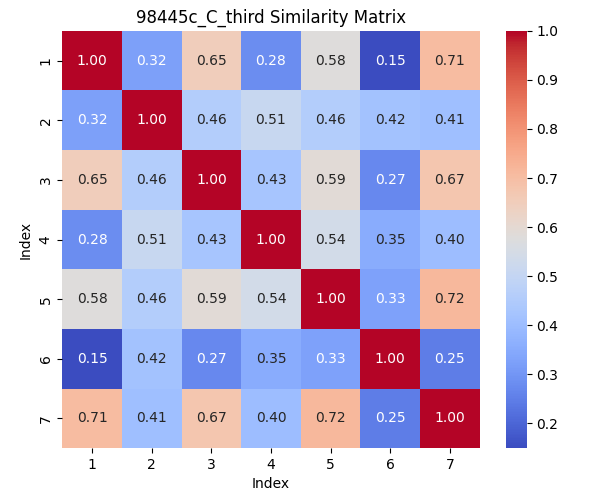 98445c_C_third Similarity Matrix
1 1.00 0.32 0.65 0.28 0.58 0.15 0.71
2 0.32 1.00 0.46 0.51 0.46 0.42 0.41
3 0.65 0.46 1.00 0.43 0.59 0.27 0.67
4 0.28 0.51 0.43 1.00 0.54 0.35 0.40
5 0.58 0.46 0.59 0.54 1.00 0.33 0.72
6 0.15 0.42 0.27 0.35 0.33 1.00 0.25
7 0.71 0.41 0.67 0.40 0.72 0.25 1.00
1 2 3 4 5 6 7
Index
Index
1.0
0.9
0.8
0.7
0.6
0.5
0.4
0.3
0.2